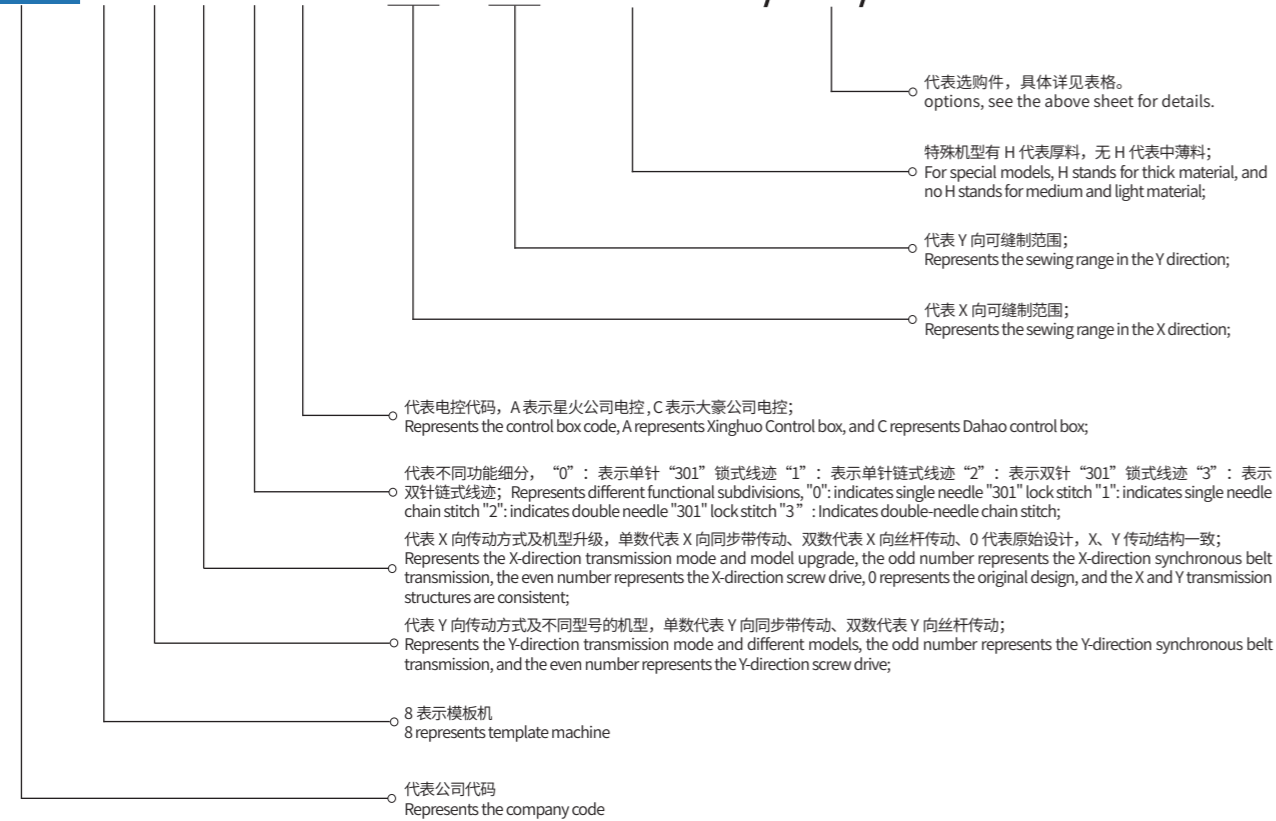 代表选购件，具体详见表格。
options, see the above sheet for details.
特殊机型有 H 代表厚料，无 H 代表中薄料；
For special models, H stands for thick material, and
no H stands for medium and light material;
代表 Y 向可缝制范围；
Represents the sewing range in the Y direction;
代表 X 向可缝制范围；
Represents the sewing range in the X direction;
代表电控代码，A 表示星火公司电控 , C 表示大豪公司电控；
Represents the control box code, A represents Xinghuo Control box, and C represents Dahao control box;
代表不同功能细分，“0”：表示单针“301”锁式线迹“1”：表示单针链式线迹“2”：表示双针“301”锁式线迹“3”：表示
双针链式线迹；Represents different functional subdivisions, "0": indicates single needle "301" lock stitch "1": indicates single needle
chain stitch "2": indicates double needle "301" lock stitch "3”: Indicates double-needle chain stitch;
代表 X 向传动方式及机型升级，单数代表 X 向同步带传动、双数代表 X 向丝杆传动、0 代表原始设计，X、Y 传动结构一致；
Represents the X-direction transmission mode and model upgrade, the odd number represents the X-direction synchronous belt
transmission, the even number represents the X-direction screw drive, 0 represents the original design, and the X and Y transmission
structures are consistent;
代表 Y 向传动方式及不同型号的机型，单数代表 Y 向同步带传动、双数代表 Y 向丝杆传动；
Represents the Y-direction transmission mode and different models, the odd number represents the Y-direction synchronous belt
transmission, and the even number represents the Y-direction screw drive;
8 表示模板机
8 represents template machine
代表公司代码
Represents the company code